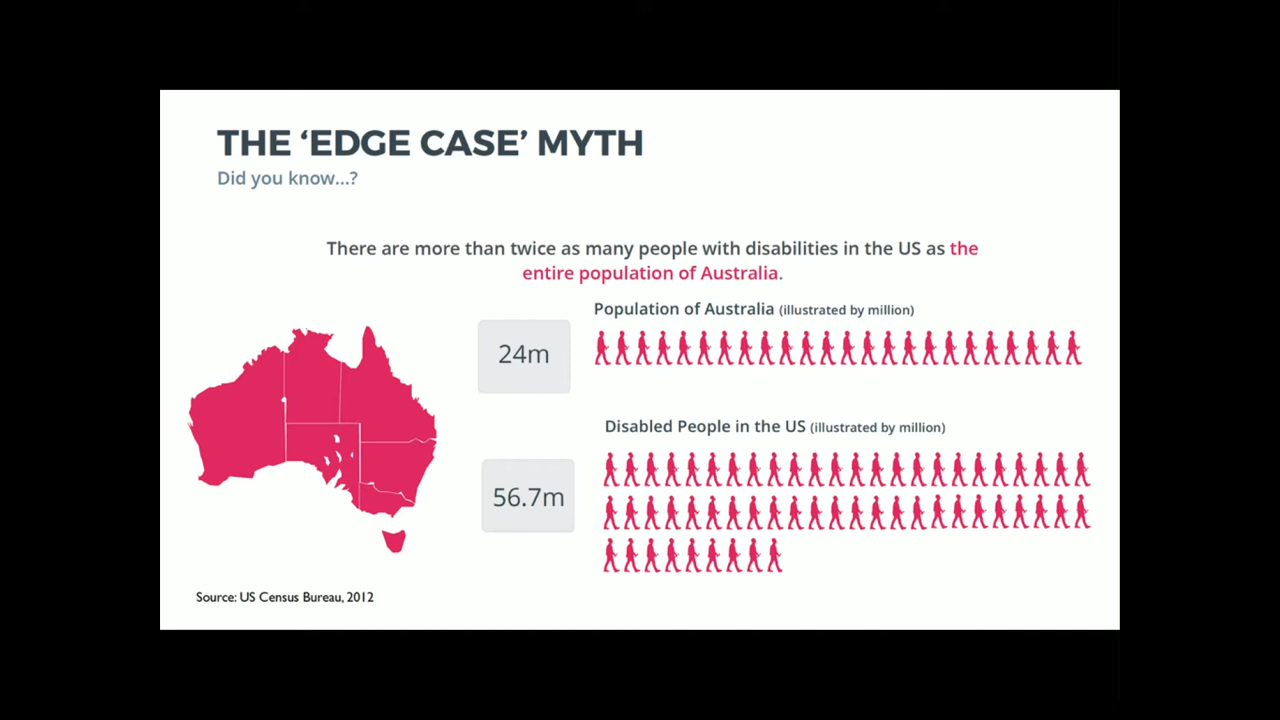 THE ‘EDGE CASE’ MYTH
Did you know...?
There are more than twice as many people with disabilities in the US as the
entire population of Australia.
Population of Australia (illustrated by million)
24m
Disabled People in the US (illustrated by million)
56.7m
Source: US Census Bureau, 2012